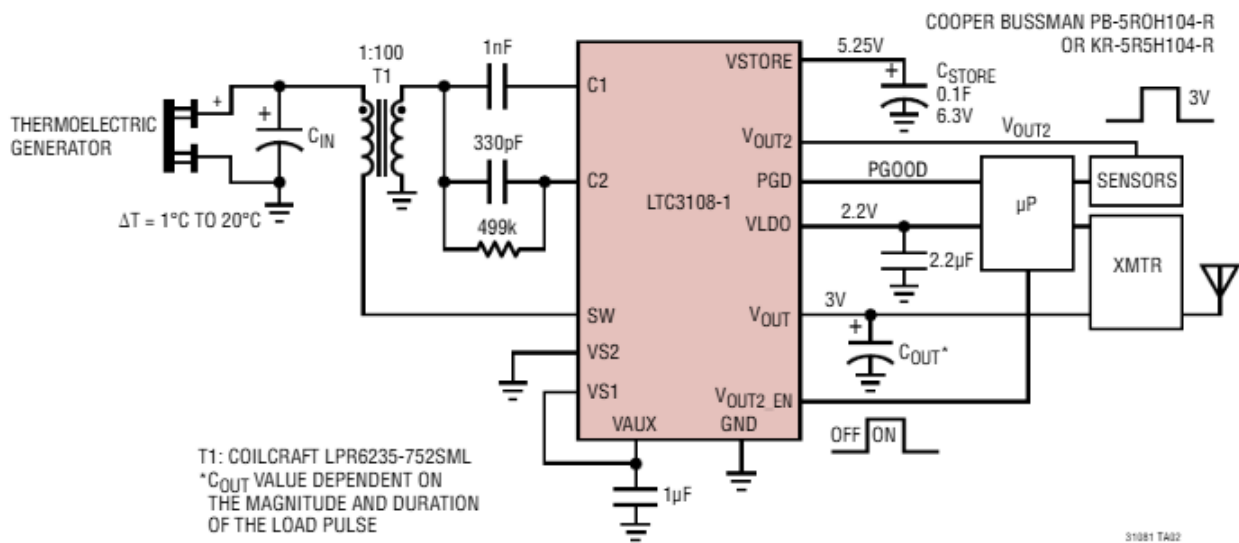 COOPER BUSSMAN PB-5ROH104-R
OR KR-5R5H104-R
1:100
T1
1nF
THERMOELECTRIC
GENERATOR
+
+
CIN
ΔT = 1°C TO 20°C
330pF
499k
C1
C2
SW
VS2
VS1
VAUX
GND
LTC3108-1
VSTORE
VOUT2
PGD
VLDO
VOUT
VOUT2_EN
5.25V
+
CSTORE
0.1F
6.3V
3V
VOUT2
PGOOD
2.2V
2.2µF
µP
SENSORS
XMTR
3V
+
COUT*
OFF
ON
1µF
T1: COILCRAFT LPR6235-752SML
*COUT VALUE DEPENDENT ON
THE MAGNITUDE AND DURATION
OF THE LOAD PULSE
31081 TA02